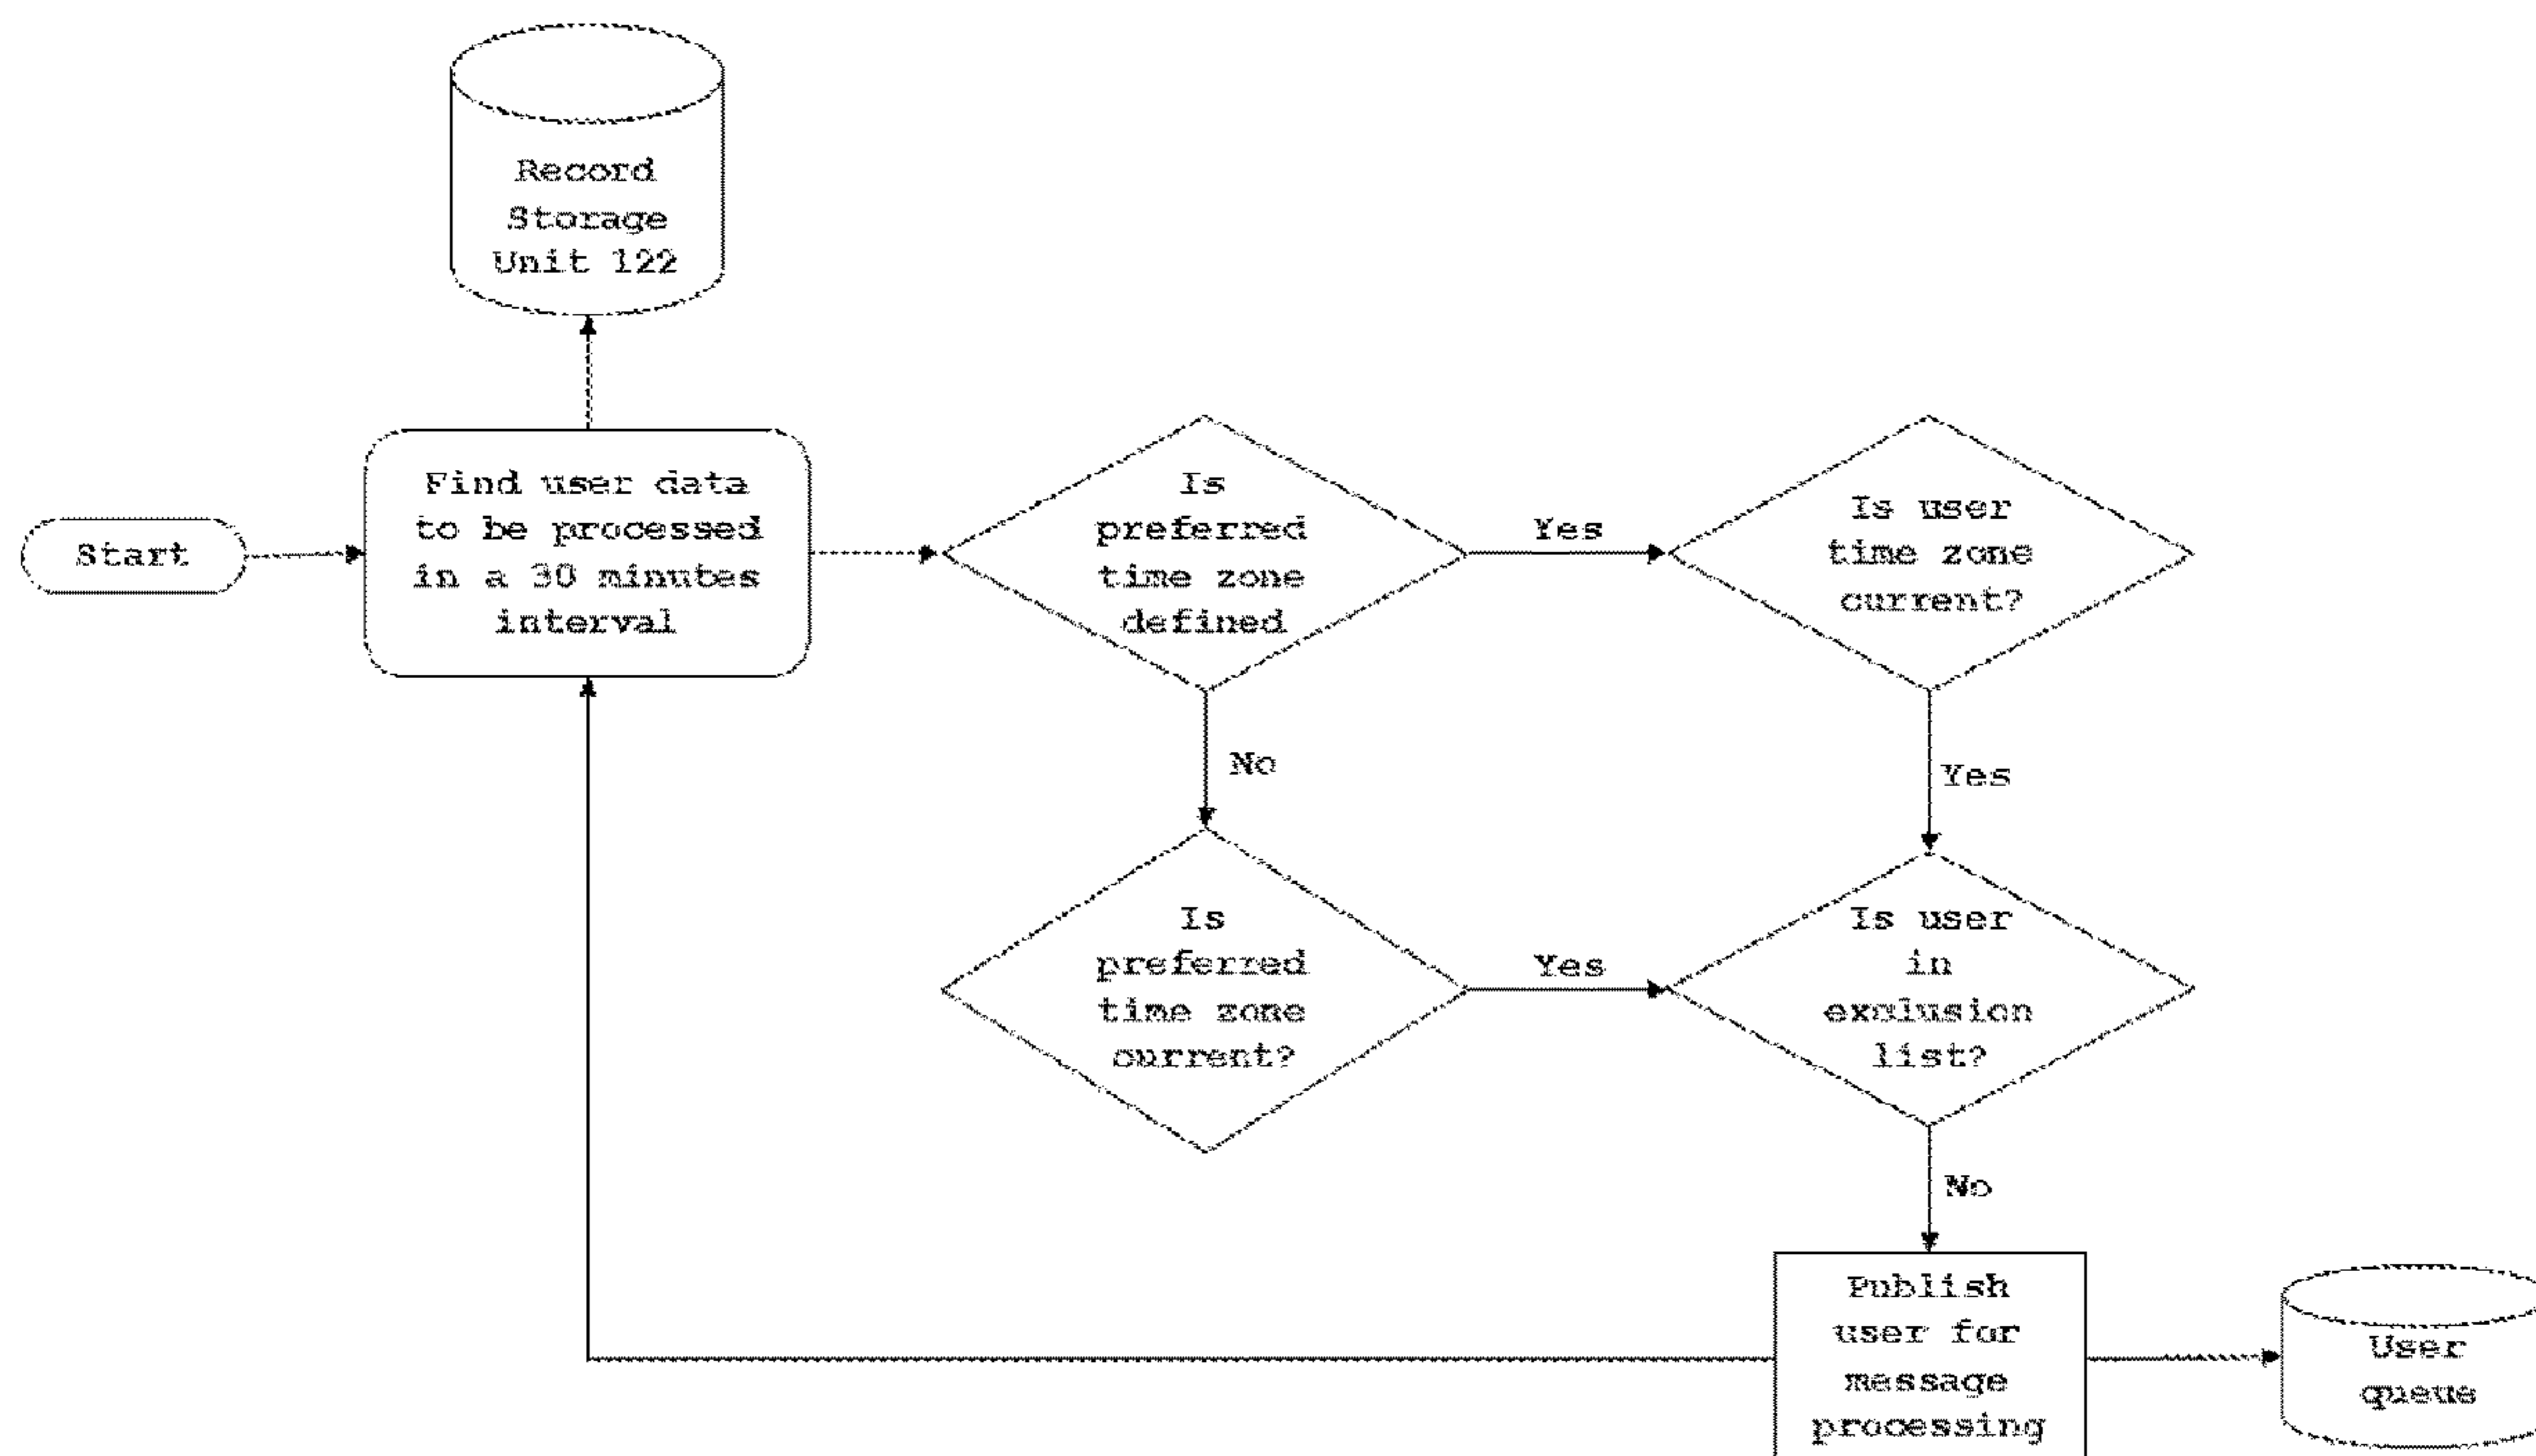 Record
Storage
Unit 122
Start
Find user data
to be processed
in a 30 minutes
interval
Is
preferred
time zone
defined
Yes
Is user
time zone
current?
No
Yes
Is
preferred
time zone
current?
Yes
Is user
in
exclusion
list?
No
Publish
user for
message
processing
User
queue